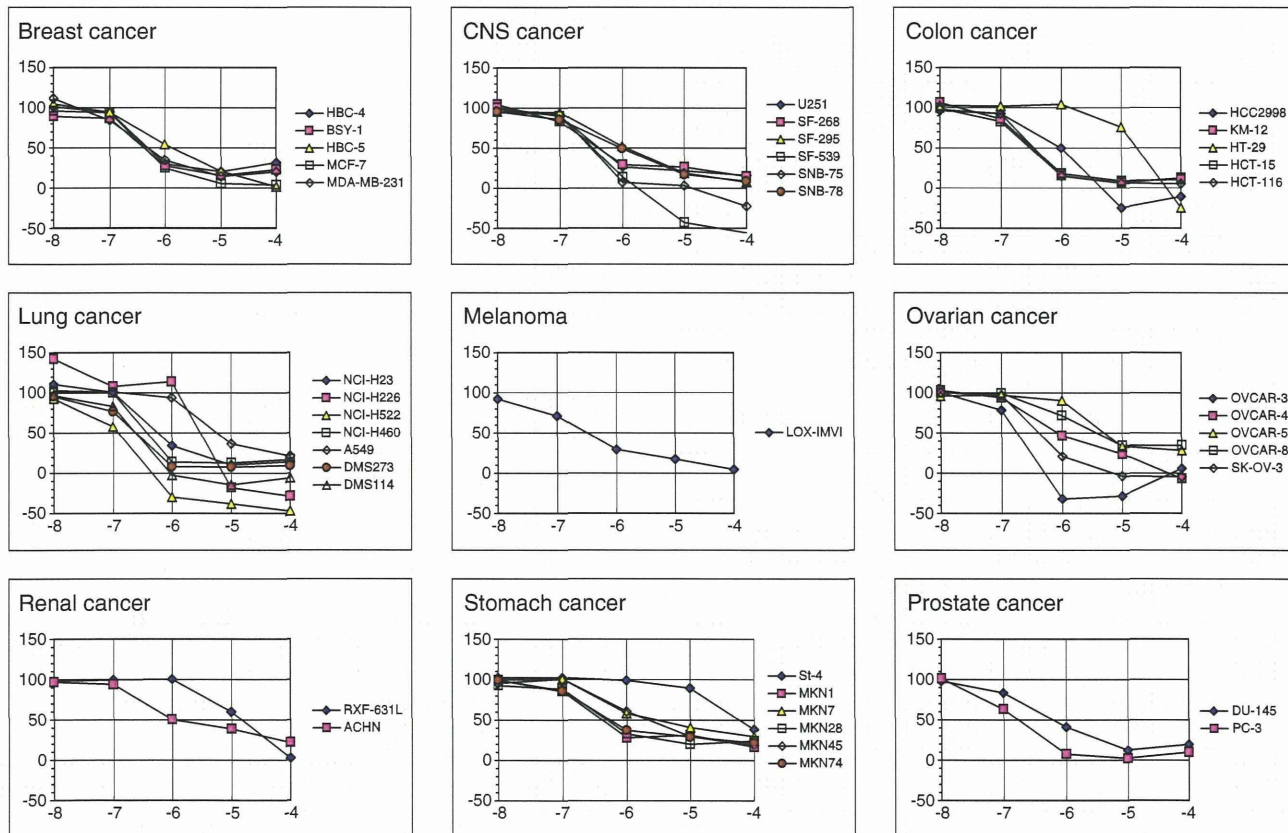 Breast cancer
150
100
50
0
-50
-8 -7 -6 -5 -4
HBC-4
BSY-1
HBC-5
MCF-7
MDA-MB-231
CNS cancer
150
100
50
0
-50
-8 -7 -6 -5 -4
U251
SF-268
SF-295
SF-539
SNB-75
SNB-78
Colon cancer
150
100
50
0
-50
-8 -7 -6 -5 -4
HCC2998
KM-12
HT-29
HCT-15
HCT-116
Lung cancer
150
100
50
0
-50
-8 -7 -6 -5 -4
NCI-H23
NCI-H226
NCI-H522
NCI-H460
A549
DMS273
DMS114
Melanoma
150
100
50
0
-50
-8 -7 -6 -5 -4
LOX-IMVI
Ovarian cancer
150
100
50
0
-50
-8 -7 -6 -5 -4
OVCAR-3
OVCAR-4
OVCAR-5
OVCAR-8
SK-OV-3
Renal cancer
150
100
50
0
-50
-8 -7 -6 -5 -4
RXF-631L
ACHN
Stomach cancer
150
100
50
0
-50
-8 -7 -6 -5 -4
St-4
MKN1
MKN7
MKN28
MKN45
MKN74
Prostate cancer
150
100
50
0
-50
-8 -7 -6 -5 -4
DU-145
PC-3